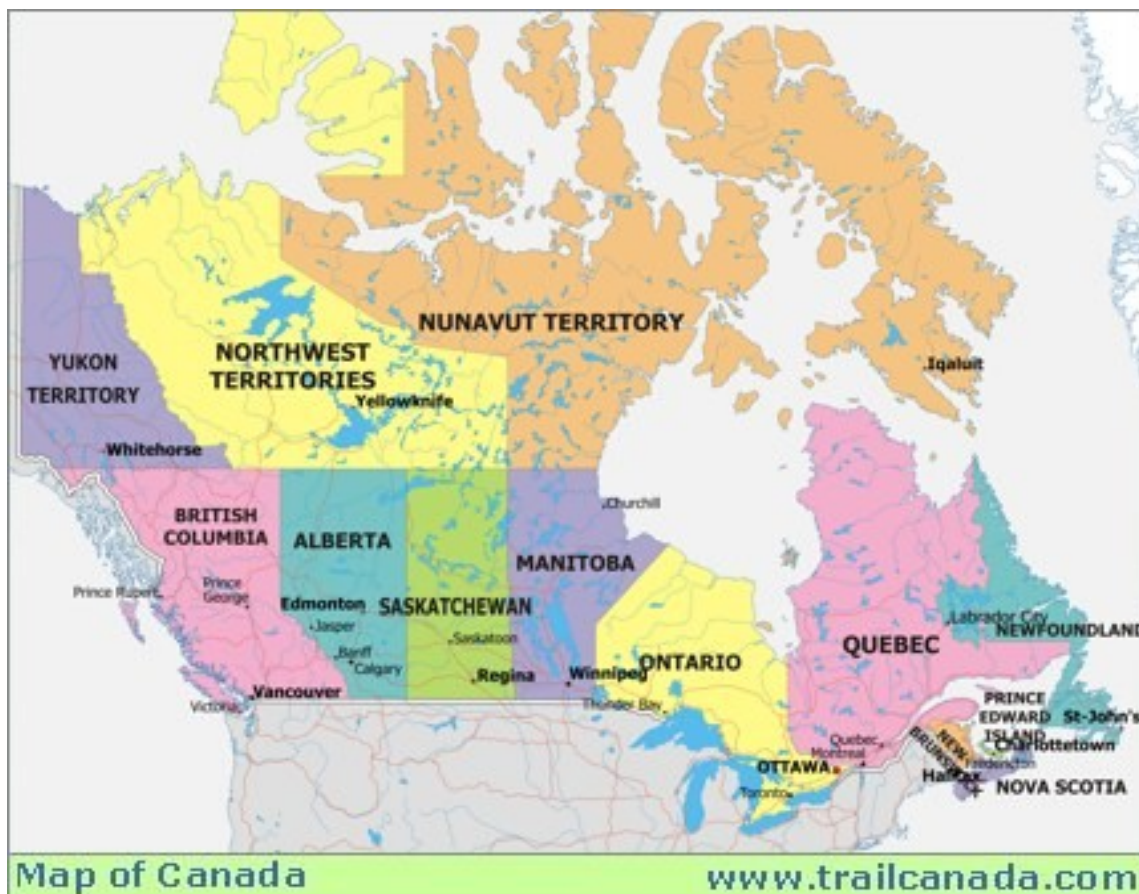 NUNAVUT TERRITORY
NORTHWEST
TERRITORIES
YUKON
TERRITORY
Iqaluit
Yellowknife
Whitehorse
BRITISH
COLUMBIA
ALBERTA
Churchill
MANITOBA
Prince Rupert
Prince
George
Edmonton
SASKATCHEWAN
Jasper
Saskatoon
Banff
Calgary
Regina
Winnipeg
ONTARIO
QUEBEC
Labrador City
NEWFOUNDLAND
Vancouver
Victoria
Thunder Bay
PRINCE
EDWARD
ISLAND
St-John's
Quebec
Montreal
NEW
Charlottetown
Fredericton
OTTAWA
Toronto
Halifax
NOVA SCOTIA
Map of Canada
www.trailcanada.com